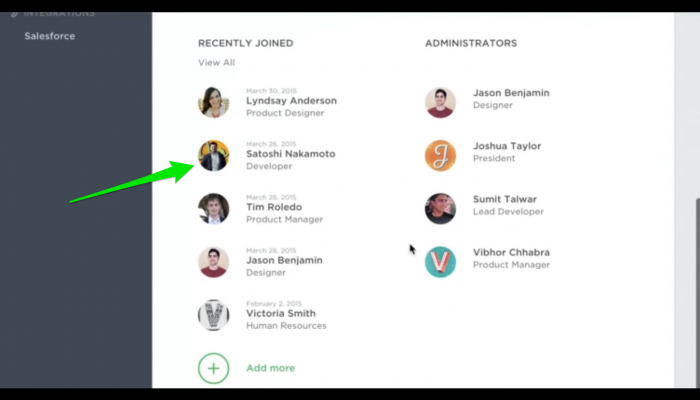 INTEGRATIONS
Salesforce
RECENTLY JOINED
View All
March 30, 2015
Lyndsay Anderson
Product Designer
March 26, 2015
Satoshi Nakamoto
Developer
March 26, 2015
Tim Roledo
Product Manager
March 26, 2015
Jason Benjamin
Designer
February 2, 2015
Victoria Smith
Human Resources
Add more
ADMINISTRATORS
Jason Benjamin
Designer
J
Joshua Taylor
President
Sumit Talwar
Lead Developer
V
Vibhor Chhabra
Product Manager